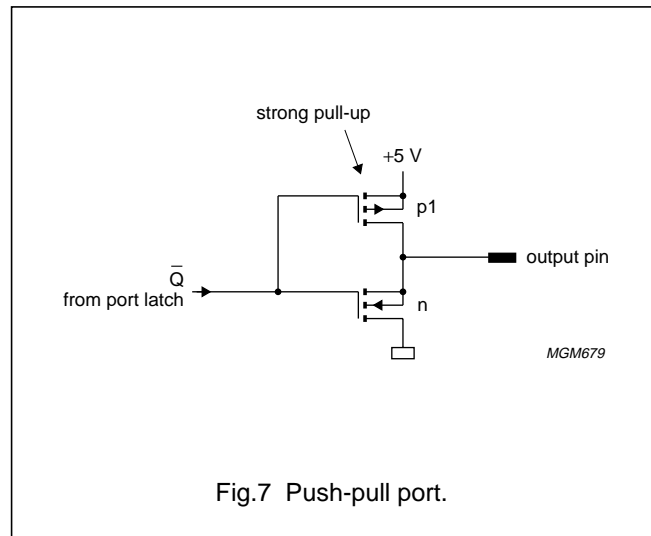 strong pull-up
+5 V
p1
Q̅
from port latch
output pin
n
MGM679
Fig.7 Push-pull port.